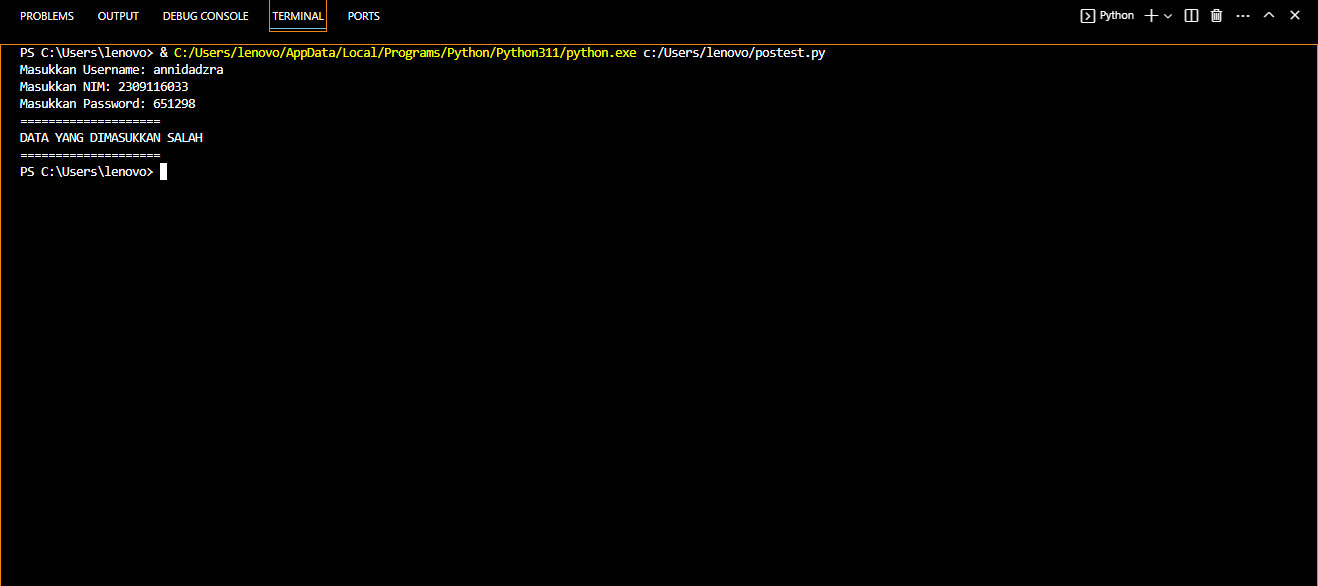 PROBLEMS OUTPUT DEBUG CONSOLE TERMINAL PORTS Python
PS C:\Users\lenovo> & C:/Users/lenovo/AppData/Local/Programs/Python/Python311/python.exe c:/Users/lenovo/postest.py
Masukkan Username: annidadzra
Masukkan NIM: 2309116033
Masukkan Password: 651298
====================
DATA YANG DIMASUKKAN SALAH
====================
PS C:\Users\lenovo>